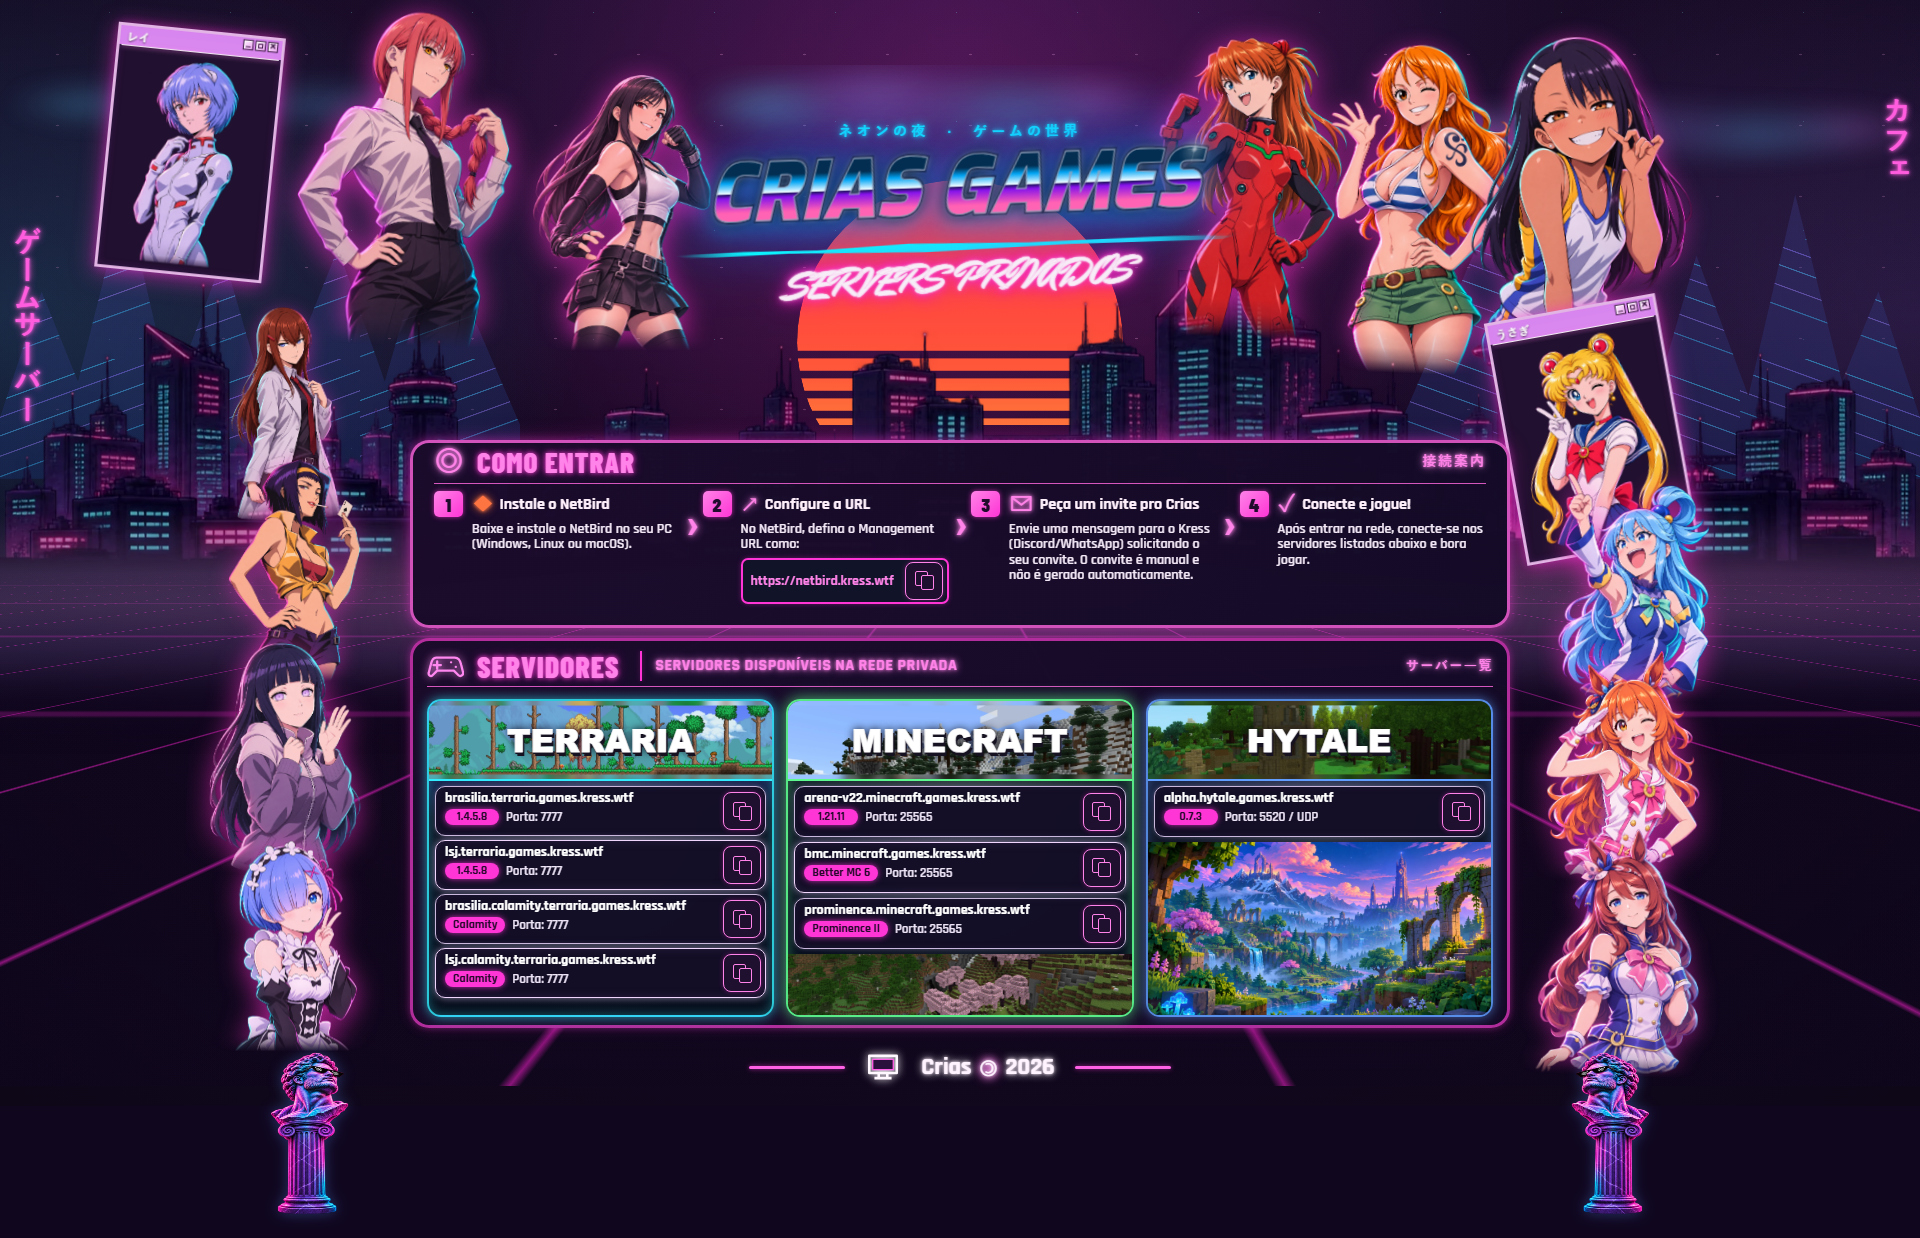 レイ
ネオンの夜 ・ ゲームの世界
CRIAS GAMES
SERVERS PRIVADOS
カフェ
ゲームサーバー
うさぎ
COMO ENTRAR
接続案内
1 Instale o NetBird
Baixe e instale o NetBird no seu PC
(Windows, Linux ou macOS).
2 Configure a URL
No NetBird, defina o Management
URL como:
https://netbird.kress.wtf
3 Peça um invite pro Crias
Envie uma mensagem para o Kress
(Discord/WhatsApp) solicitando o
seu convite. O convite é manual e
não é gerado automaticamente.
4 Conecte e jogue!
Após entrar na rede, conecte-se nos
servidores listados abaixo e bora
jogar.
SERVIDORES
SERVIDORES DISPONÍVEIS NA REDE PRIVADA
サーバー一覧
TERRARIA
brasilia.terraria.games.kress.wtf
1.4.5.8 Porta: 7777
lsj.terraria.games.kress.wtf
1.4.5.8 Porta: 7777
brasilia.calamity.terraria.games.kress.wtf
Calamity Porta: 7777
lsj.calamity.terraria.games.kress.wtf
Calamity Porta: 7777
MINECRAFT
arena-v22.minecraft.games.kress.wtf
1.21.11 Porta: 25565
bmc.minecraft.games.kress.wtf
Better MC 6 Porta: 25565
prominence.minecraft.games.kress.wtf
Prominence II Porta: 25565
HYTALE
alpha.hytale.games.kress.wtf
0.7.3 Porta: 5520 / UDP
Crias 2026